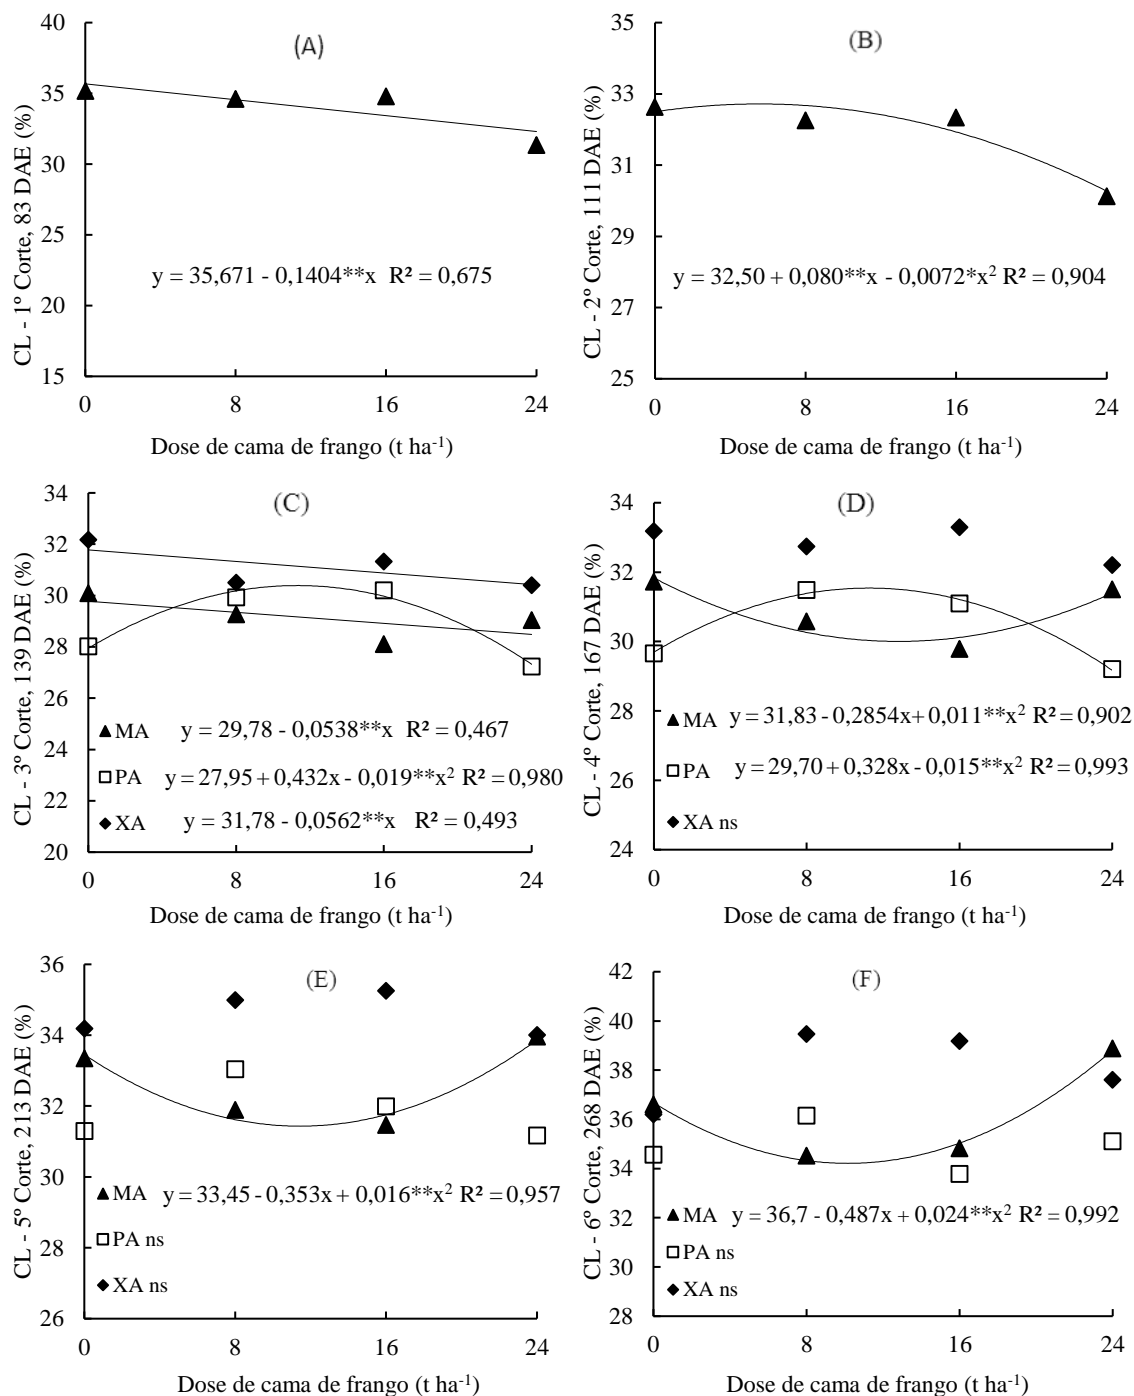 (A)
CL - 1º Corte, 83 DAE (%)
40
35
30
25
20
15
y = 35,671 - 0,1404**x R² = 0,675
0 8 16 24
Dose de cama de frango (t ha⁻¹)
(B)
CL - 2º Corte, 111 DAE (%)
35
33
31
29
27
25
y = 32,50 + 0,080**x - 0,0072*x² R² = 0,904
0 8 16 24
Dose de cama de frango (t ha⁻¹)
(C)
CL - 3º Corte, 139 DAE (%)
34
32
30
28
26
24
22
20
MA y = 29,78 - 0,0538**x R² = 0,467
PA y = 27,95 + 0,432x - 0,019**x² R² = 0,980
XA y = 31,78 - 0,0562**x R² = 0,493
0 8 16 24
Dose de cama de frango (t ha⁻¹)
(D)
CL - 4º Corte, 167 DAE (%)
34
32
30
28
26
24
MA y = 31,83 - 0,2854x + 0,011**x² R² = 0,902
PA y = 29,70 + 0,328x - 0,015**x² R² = 0,993
XA ns
0 8 16 24
Dose de cama de frango (t ha⁻¹)
(E)
CL - 5º Corte, 213 DAE (%)
36
34
32
30
28
26
MA y = 33,45 - 0,353x + 0,016**x² R² = 0,957
PA ns
XA ns
0 8 16 24
Dose de cama de frango (t ha⁻¹)
(F)
CL - 6º Corte, 268 DAE (%)
42
40
38
36
34
32
30
28
MA y = 36,7 - 0,487x + 0,024**x² R² = 0,992
PA ns
XA ns
0 8 16 24
Dose de cama de frango (t ha⁻¹)